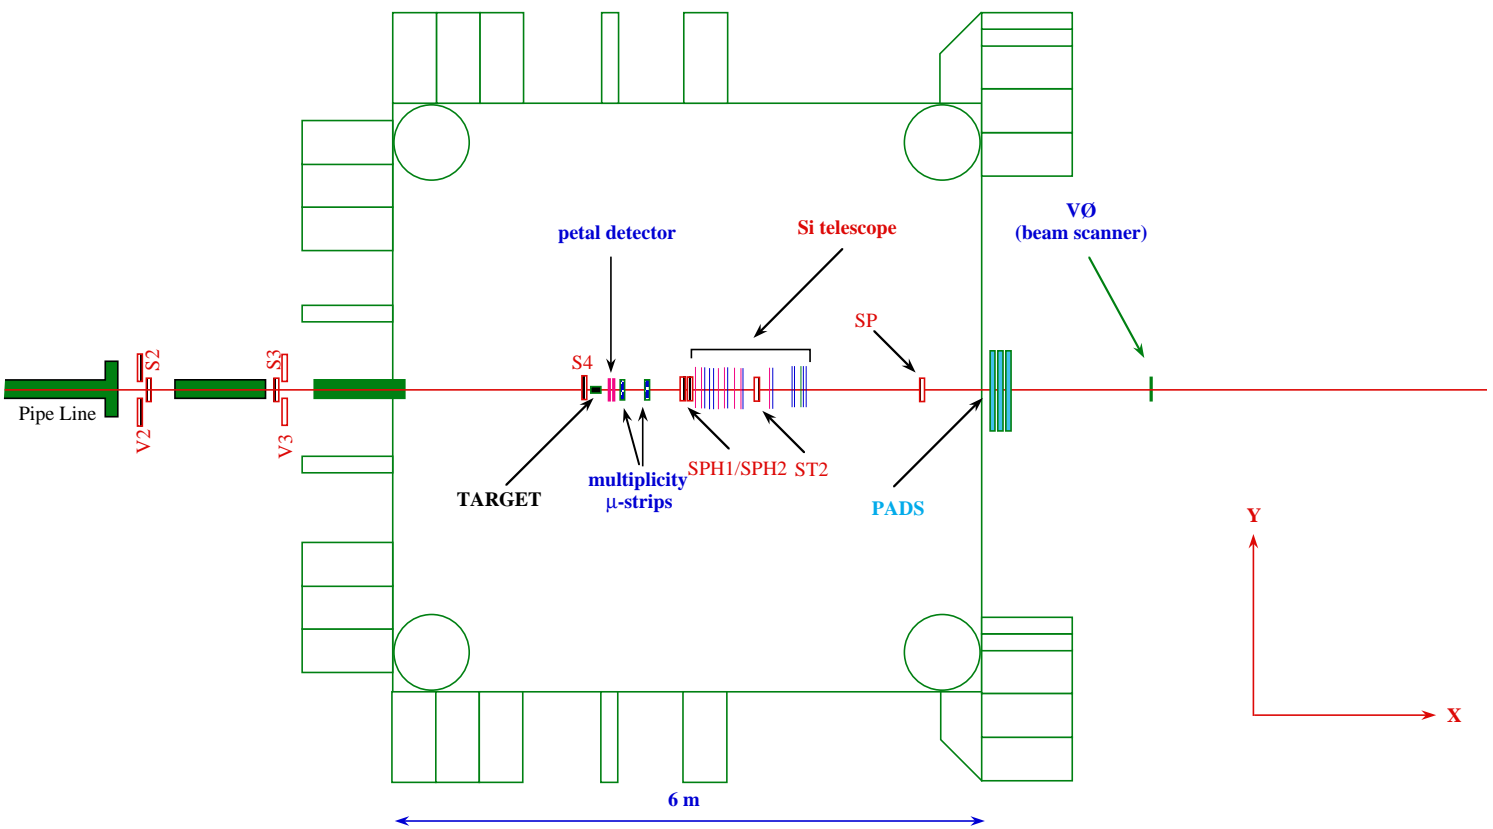 VØ
(beam scanner)
Si telescope
petal detector
SP
S2
S3
S4
Pipe Line
V2
V3
SPH1/SPH2
ST2
multiplicity
μ-strips
TARGET
PADS
Y
X
6 m